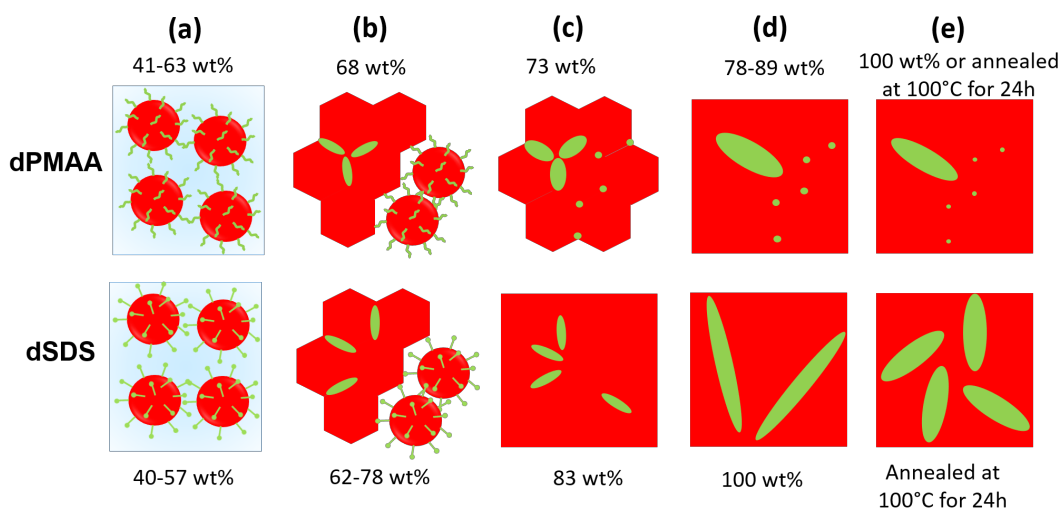 (a) (b) (c) (d) (e)
41-63 wt% 68 wt% 73 wt% 78-89 wt% 100 wt% or annealed
at 100°C for 24h
dPMAA
dSDS
40-57 wt% 62-78 wt% 83 wt% 100 wt% Annealed at
100°C for 24h